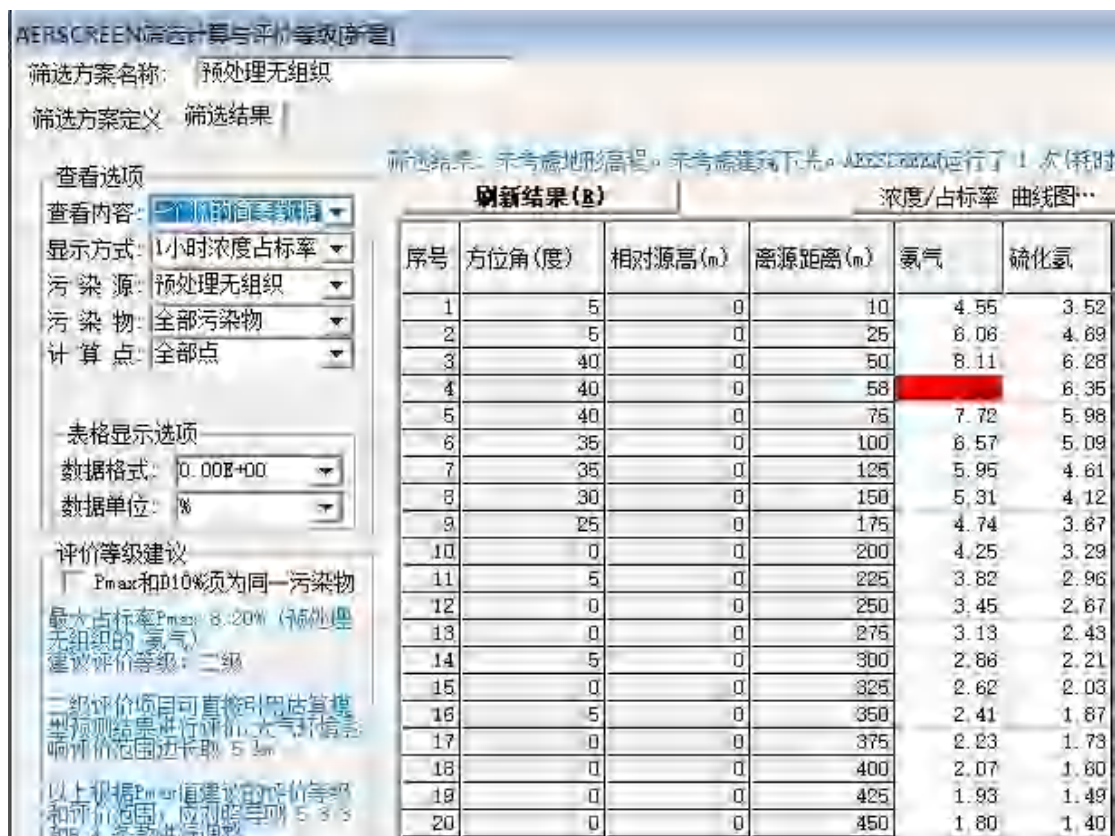 AERSCREEN筛选计算与评价等级[新建]
筛选方案名称: 预处理无组织
筛选方案定义 筛选结果
筛选结果: 未考虑地形高程。未考虑建筑下洗。AERSCREEN运行了 1 次(耗时
查看选项
刷新结果(R) 浓度/占标率 曲线图…
查看内容: 一个源的简要数据
显示方式: 1小时浓度占标率
污 染 源: 预处理无组织
污 染 物: 全部污染物
计 算 点: 全部点
表格显示选项
数据格式: 0.00E+00
数据单位: %
评价等级建议
Pmax和D10%须为同一污染物
最大占标率Pmax:8.20% (预处理
无组织的 氨气)
建议评价等级: 二级
二级评价项目可直接引用估算模
型预测结果进行评价,大气环境影
响评价范围边长取 5 km
以上根据Pmax值建议的评价等级
和评价范围,应对照导则 5.3.3
序号 方位角(度) 相对源高(m) 离源距离(m) 氨气 硫化氢
1 5 0 10 4.55 3.52
2 5 0 25 6.06 4.69
3 40 0 50 8.11 6.28
4 40 0 58 6.35
5 40 0 75 7.72 5.98
6 35 0 100 6.57 5.09
7 35 0 125 5.95 4.61
8 30 0 150 5.31 4.12
9 25 0 175 4.74 3.67
10 0 0 200 4.25 3.29
11 5 0 225 3.82 2.96
12 0 0 250 3.45 2.67
13 0 0 275 3.13 2.43
14 5 0 300 2.86 2.21
15 0 0 325 2.62 2.03
16 5 0 350 2.41 1.87
17 0 0 375 2.23 1.73
18 0 0 400 2.07 1.60
19 0 0 425 1.93 1.49
20 0 0 450 1.80 1.40